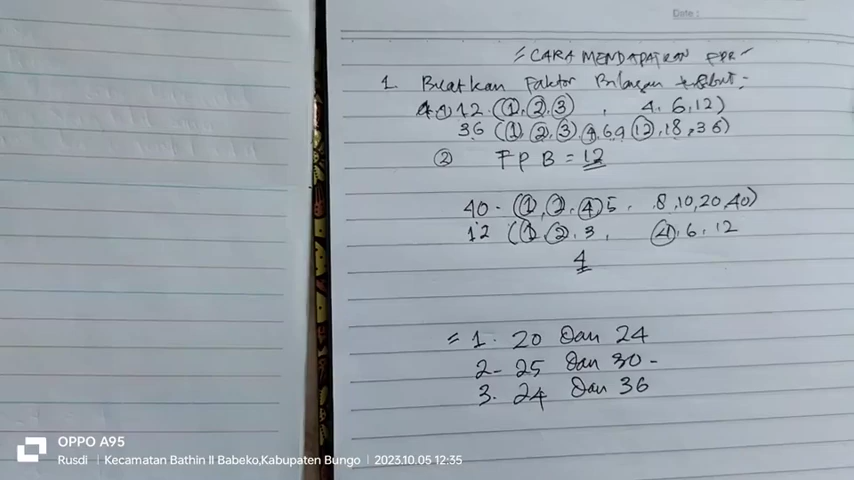 Date :
= CARA MENDAPATKAN FPB =
1. Buatkan Faktor Bilangan tersebut :
① 12. (1, 2, 3, 4, 6, 12)
36 (1, 2, 3, 4, 6, 9, 12, 18, 36)
② FPB = 12
40 - (1, 2, 4, 5, 8, 10, 20, 40)
12 (1, 2, 3, 4, 6, 12
4
= 1. 20 Dan 24
2- 25 Dan 30 -
3. 24 Dan 36
OPPO A95
Rusdi | Kecamatan Bathin II Babeko,Kabupaten Bungo | 2023.10.05 12:35